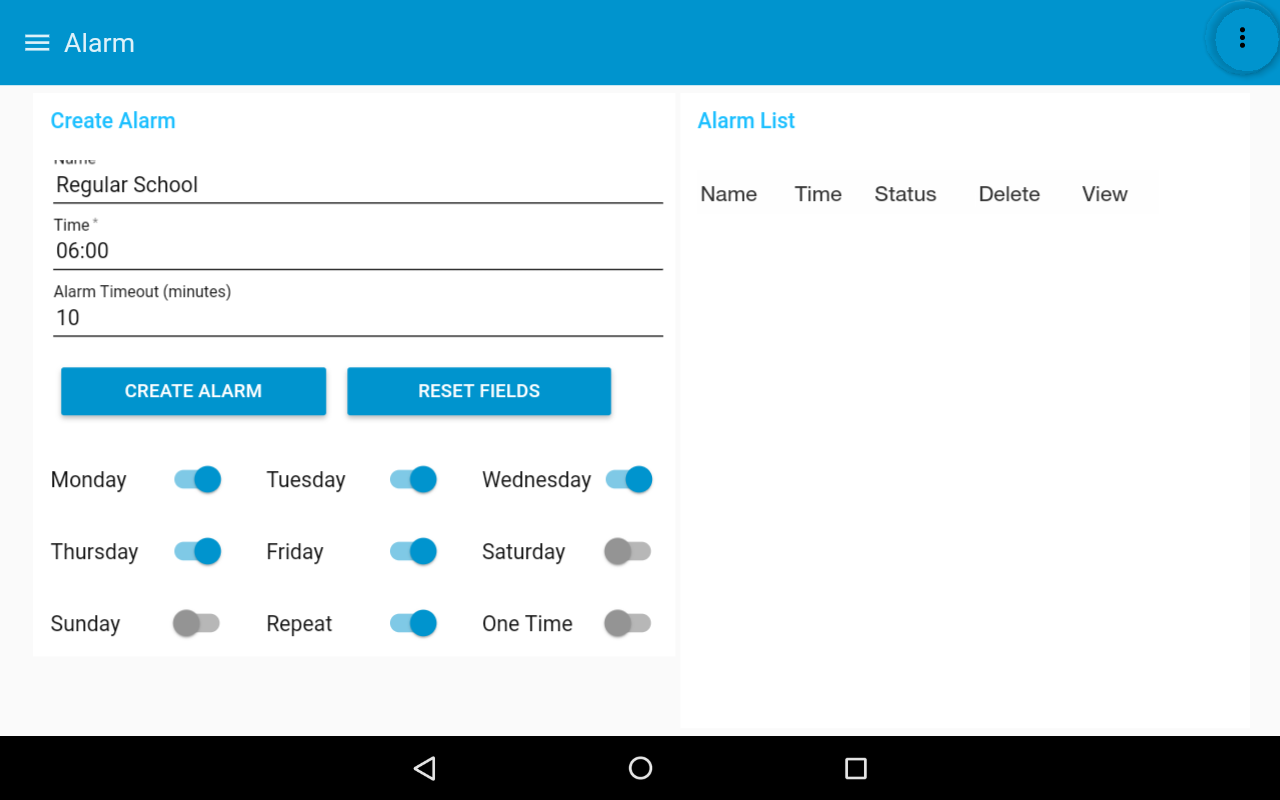 Alarm
Create Alarm
Name
Regular School
Time *
06:00
Alarm Timeout (minutes)
10
CREATE ALARM RESET FIELDS
Monday Tuesday Wednesday
Thursday Friday Saturday
Sunday Repeat One Time
Alarm List
Name Time Status Delete View